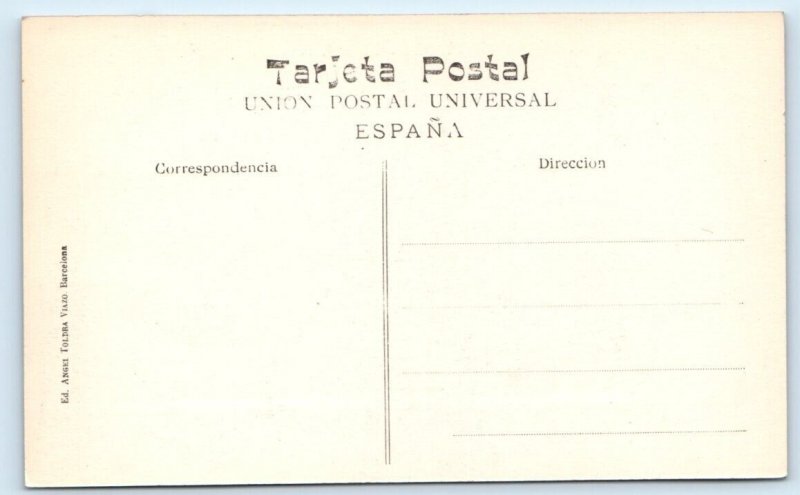 Tarjeta Postal
UNION POSTAL UNIVERSAL
ESPAÑA
Correspondencia
Direccion
Ed. ANGEL TOLDRA VIAZO. Barcelona